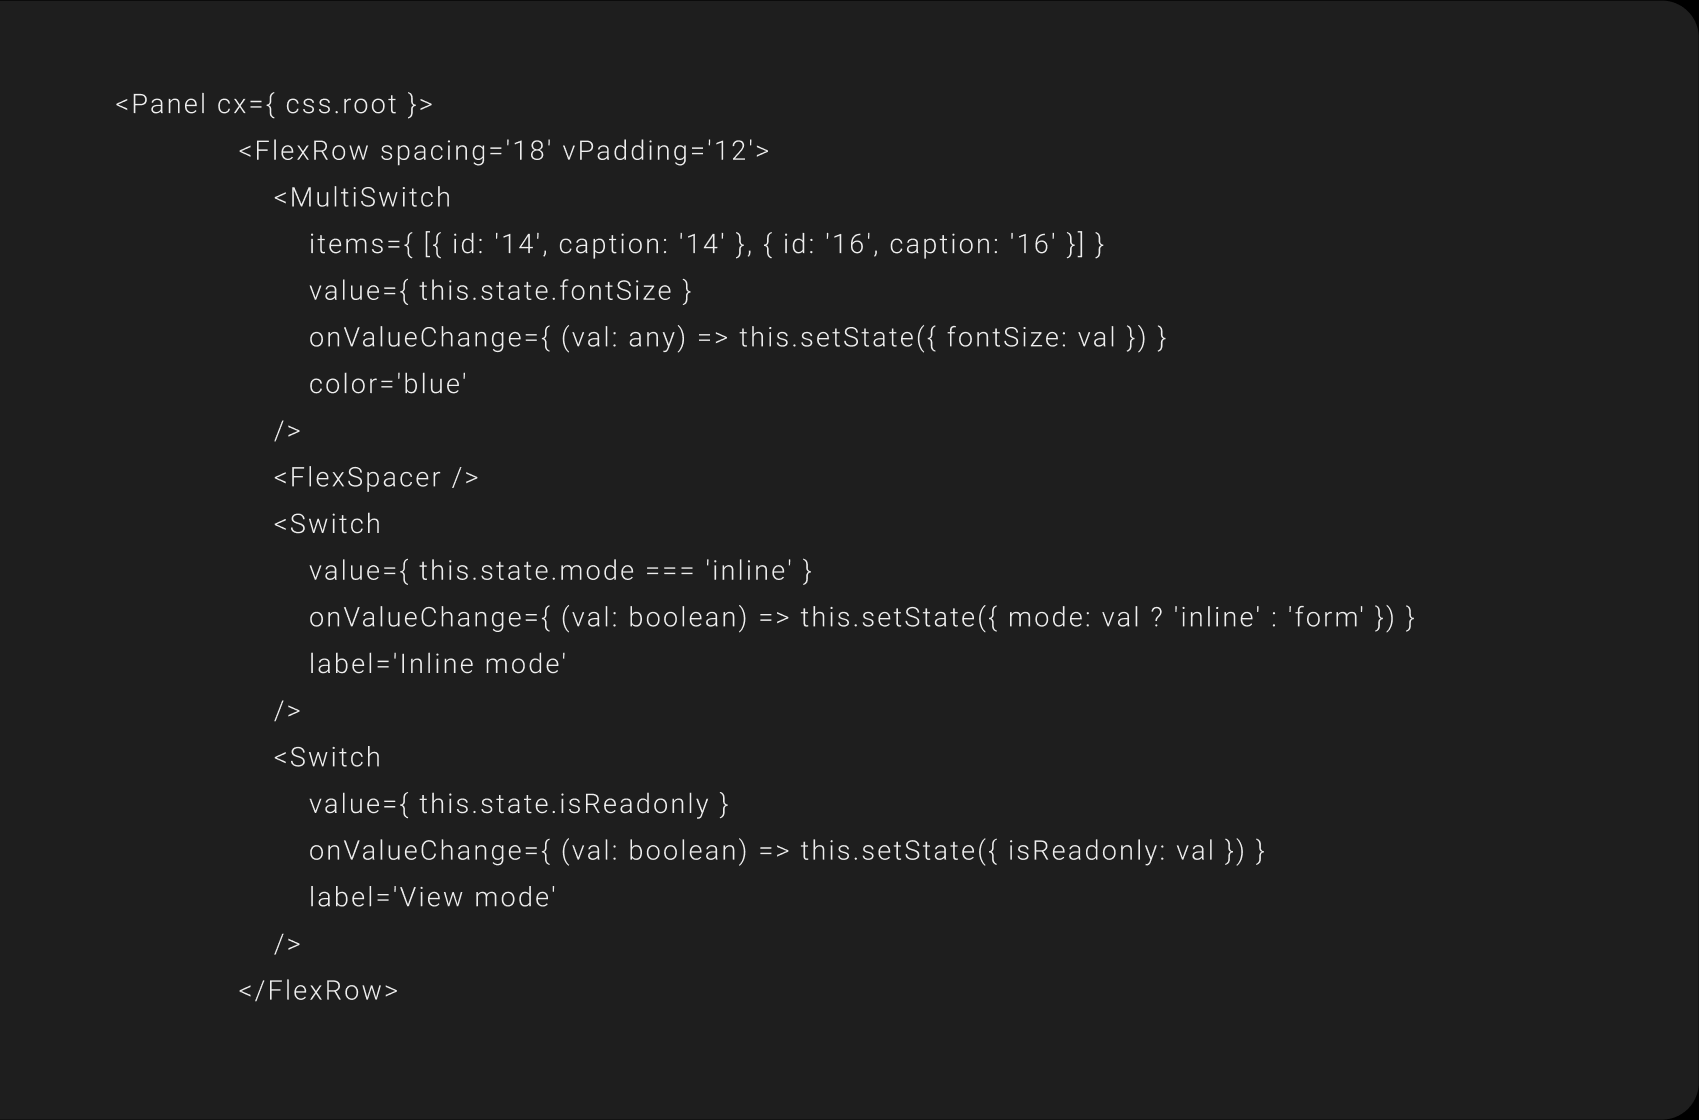 <Panel cx={ css.root }>
<FlexRow spacing='18' vPadding='12'>
<MultiSwitch
items={ [{ id: '14', caption: '14' }, { id: '16', caption: '16' }] }
value={ this.state.fontSize }
onValueChange={ (val: any) => this.setState({ fontSize: val }) }
color='blue'
/>
<FlexSpacer />
<Switch
value={ this.state.mode === 'inline' }
onValueChange={ (val: boolean) => this.setState({ mode: val ? 'inline' : 'form' }) }
label='Inline mode'
/>
<Switch
value={ this.state.isReadonly }
onValueChange={ (val: boolean) => this.setState({ isReadonly: val }) }
label='View mode'
/>
</FlexRow>